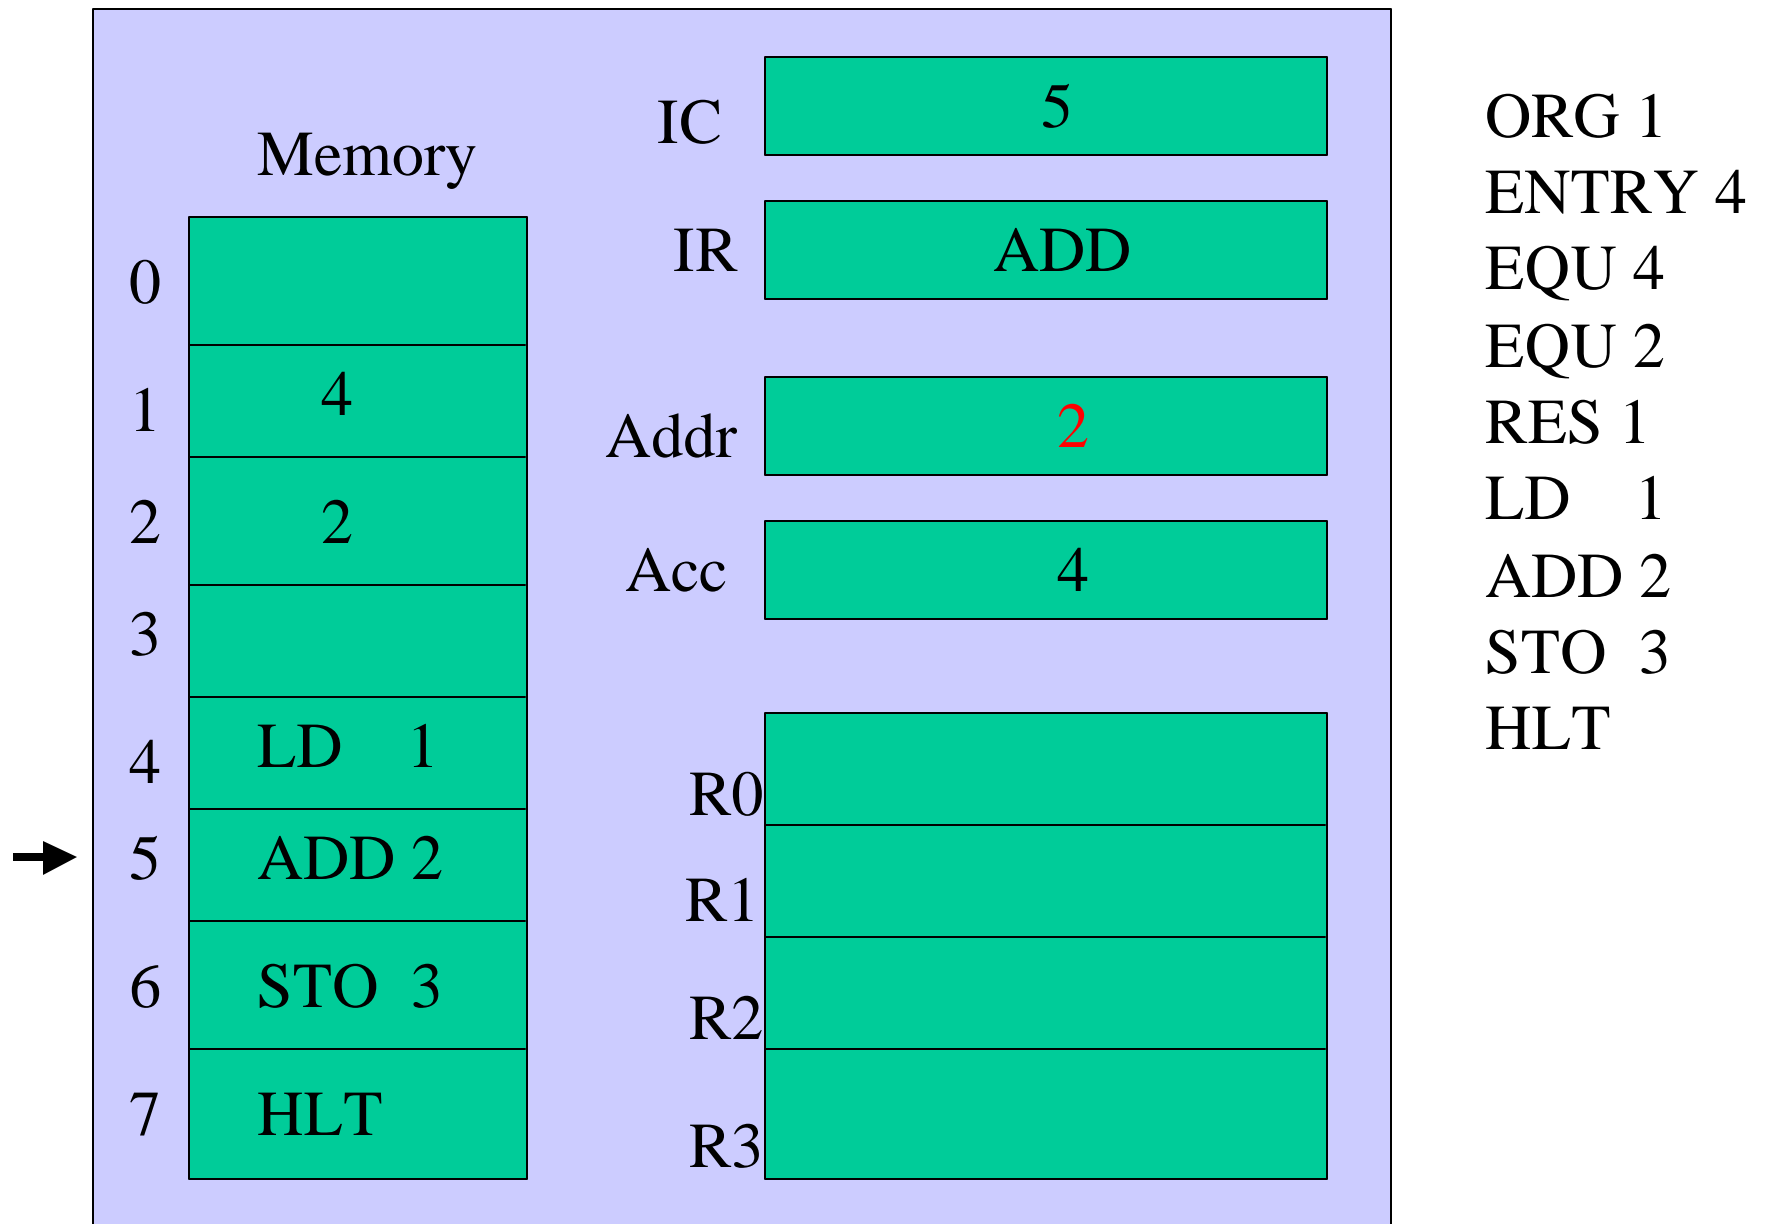 Memory
0
1 4
2 2
3
4 LD 1
5 ADD 2
6 STO 3
7 HLT
IC 5
IR ADD
Addr 2
Acc 4
R0
R1
R2
R3
ORG 1
ENTRY 4
EQU 4
EQU 2
RES 1
LD 1
ADD 2
STO 3
HLT